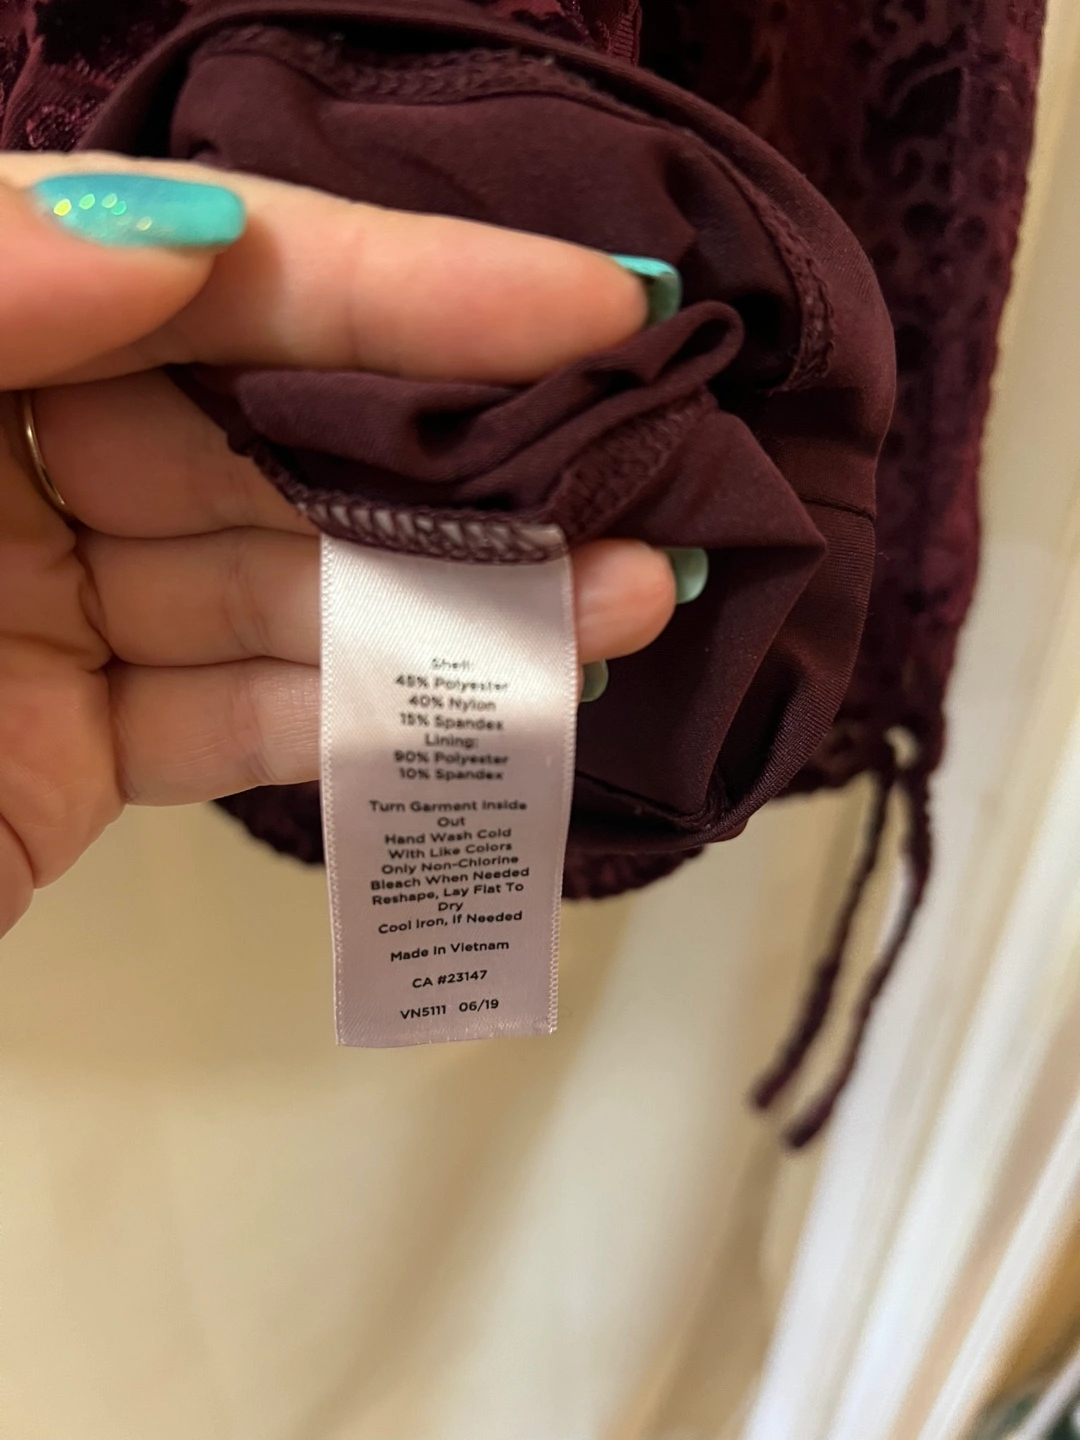 Shell:
45% Polyester
40% Nylon
15% Spandex
Lining:
90% Polyester
10% Spandex
Turn Garment Inside
Out
Hand Wash Cold
With Like Colors
Only Non-Chlorine
Bleach When Needed
Reshape, Lay Flat To
Dry
Cool Iron, If Needed
Made In Vietnam
CA #23147
VN5111 06/19